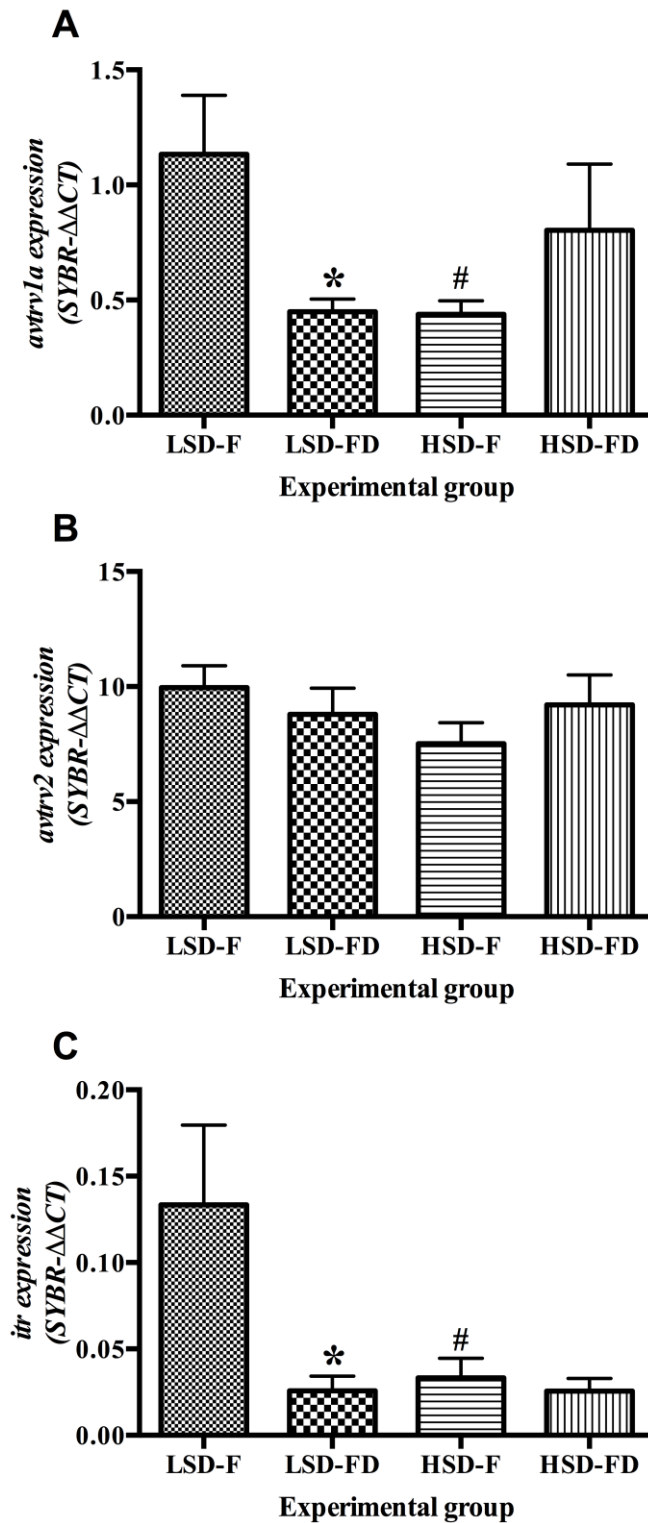 A
avtrv1a expression
(SYBR-ΔΔCT)
1.5
1.0
0.5
0.0
*
#
LSD-F LSD-FD HSD-F HSD-FD
Experimental group
B
avtrv2 expression
(SYBR-ΔΔCT)
15
10
5
0
LSD-F LSD-FD HSD-F HSD-FD
Experimental group
C
itr expression
(SYBR-ΔΔCT)
0.20
0.15
0.10
0.05
0.00
*
#
LSD-F LSD-FD HSD-F HSD-FD
Experimental group